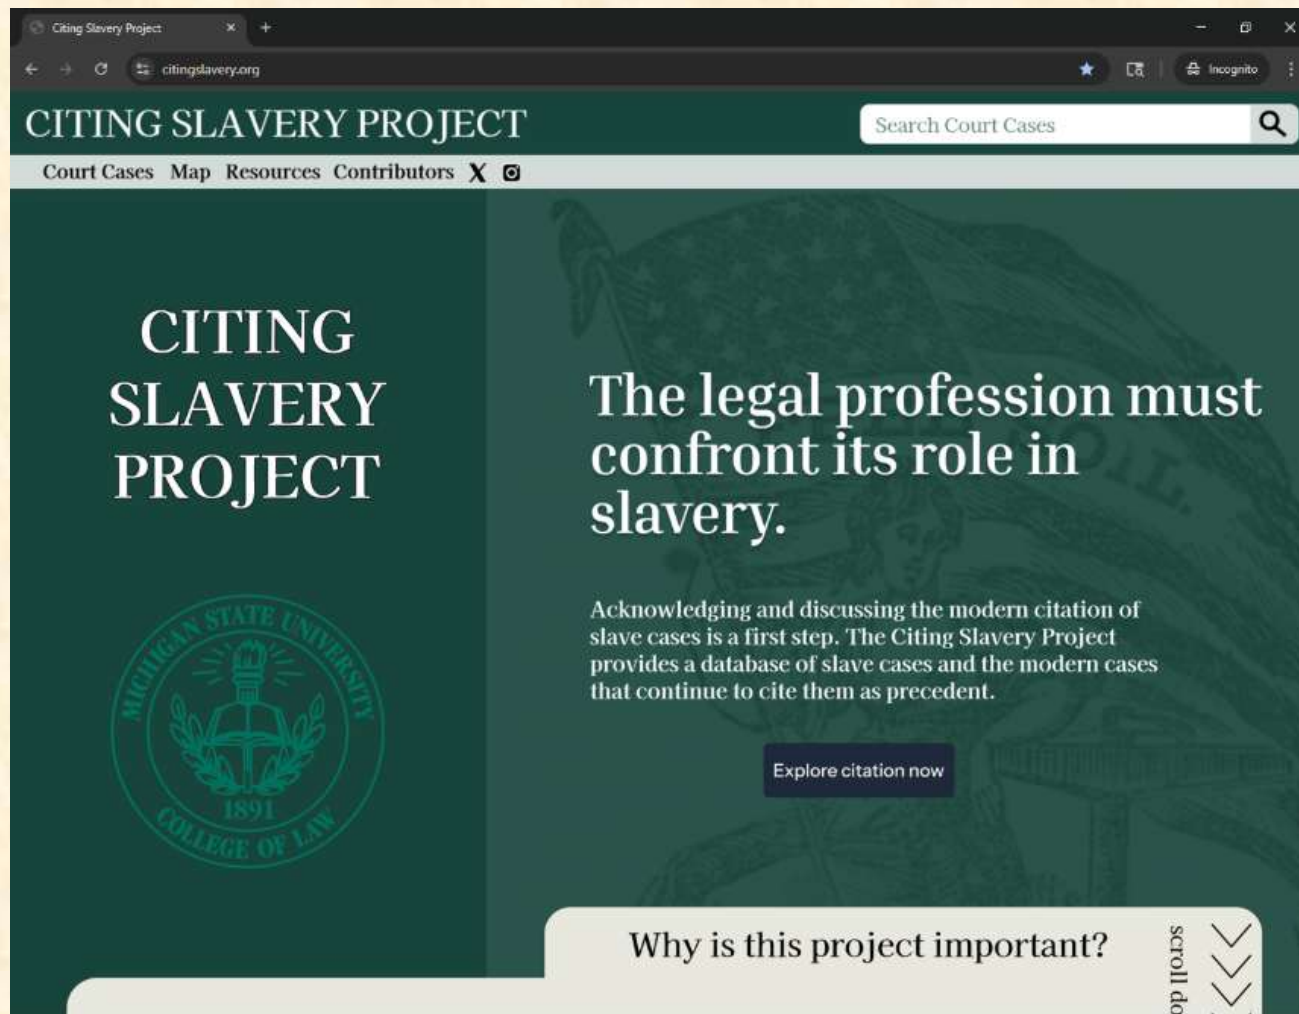 Citing Slavery Project
citingslavery.org
Incognito
CITING SLAVERY PROJECT
Search Court Cases
Court Cases Map Resources Contributors X
CITING
SLAVERY
PROJECT
The legal profession must
confront its role in
slavery.
Acknowledging and discussing the modern citation of
slave cases is a first step. The Citing Slavery Project
provides a database of slave cases and the modern cases
that continue to cite them as precedent.
Explore citation now
MICHIGAN STATE UNIVERSITY
1891
COLLEGE OF LAW
Why is this project important?
scroll do